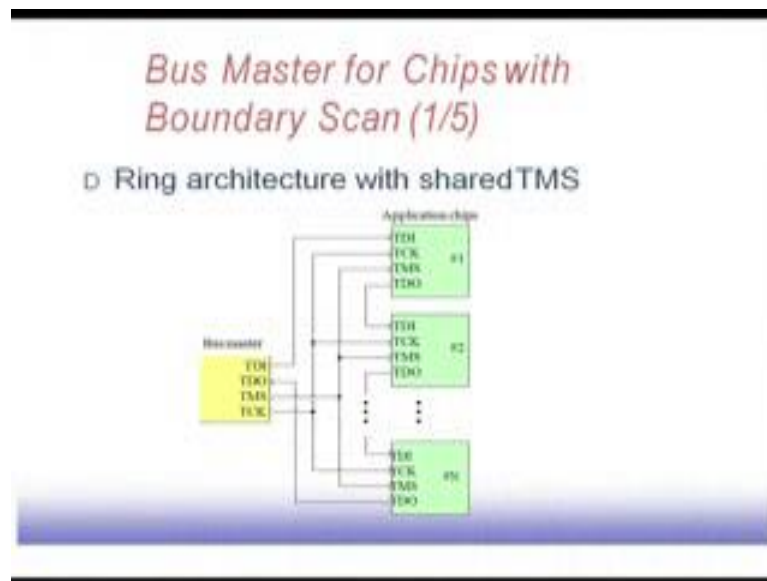 Bus Master for Chips with
Boundary Scan (1/5)
D Ring architecture with shared TMS
Application chips
TDI
TCK #1
TMS
TDO
TDI
TCK #2
TMS
TDO
Bus master
TDI
TDO
TMS
TCK
TDI
TCK #N
TMS
TDO